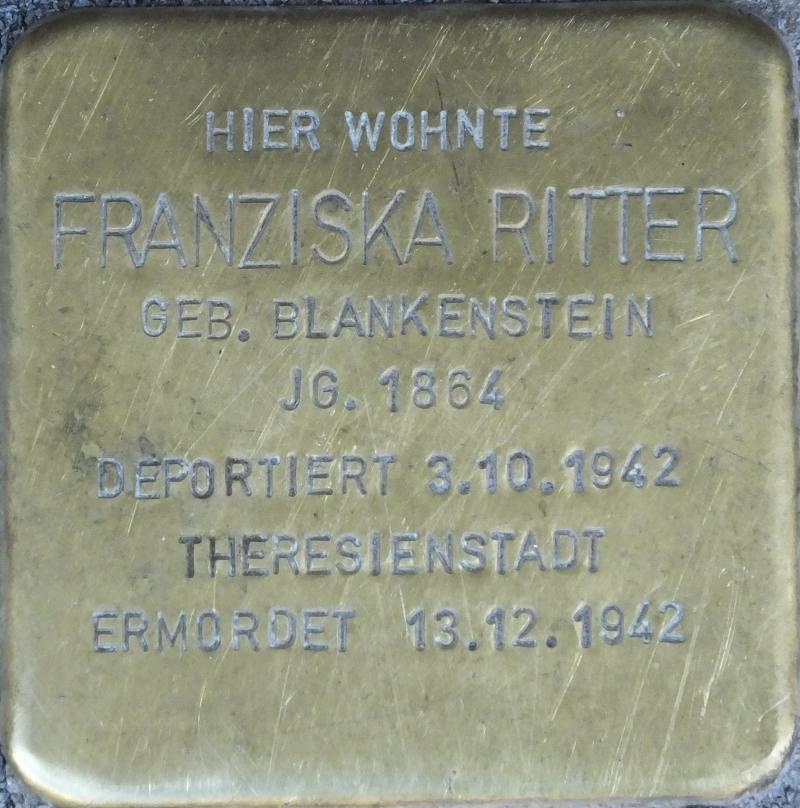 HIER WOHNTE
FRANZISKA RITTER
GEB. BLANKENSTEIN
JG. 1864
DEPORTIERT 3.10.1942
THERESIENSTADT
ERMORDET 13.12.1942